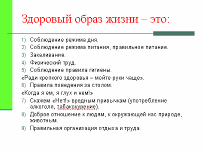 Здоровый образ жизни – это:
1) Соблюдение режима дня.
2) Соблюдение режима питания, правильное питание.
3) Закаливание.
4) Физический труд.
5) Соблюдение правила гигиены.
«Ради крепкого здоровья – мойте руки чаще».
6) Правила поведения за столом.
«Когда я ем, я глух и нем!»
7) Скажем «Нет!» вредным привычкам (употребление
алкоголя, табакокурение).
8) Доброе отношение к людям, к окружающей нас природе,
животным.
9) Правильная организация отдыха и труда.